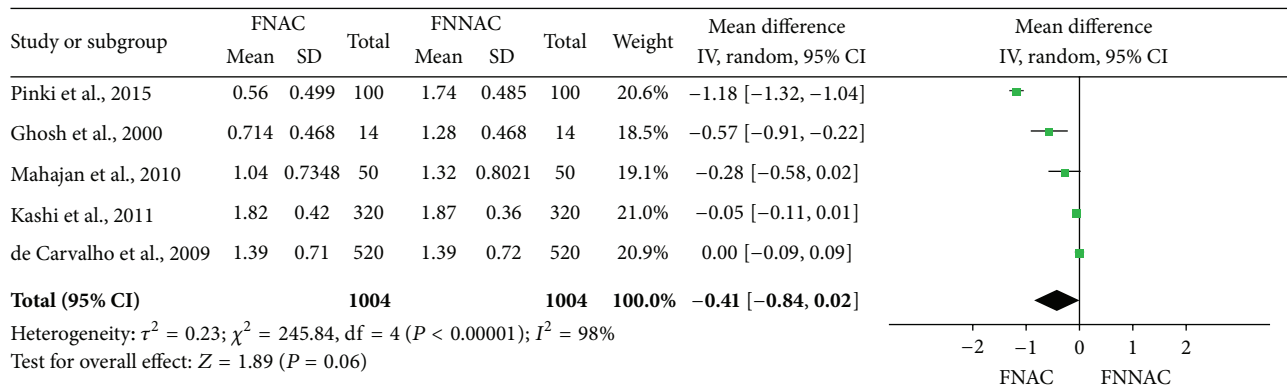 Study or subgroup FNAC Total FNNAC Total Weight Mean difference Mean difference
Mean SD Mean SD IV, random, 95% CI IV, random, 95% CI
Pinki et al., 2015 0.56 0.499 100 1.74 0.485 100 20.6% −1.18 [−1.32, −1.04]
Ghosh et al., 2000 0.714 0.468 14 1.28 0.468 14 18.5% −0.57 [−0.91, −0.22]
Mahajan et al., 2010 1.04 0.7348 50 1.32 0.8021 50 19.1% −0.28 [−0.58, 0.02]
Kashi et al., 2011 1.82 0.42 320 1.87 0.36 320 21.0% −0.05 [−0.11, 0.01]
de Carvalho et al., 2009 1.39 0.71 520 1.39 0.72 520 20.9% 0.00 [−0.09, 0.09]
Total (95% CI) 1004 1004 100.0% −0.41 [−0.84, 0.02]
Heterogeneity: τ² = 0.23; χ² = 245.84, df = 4 (P < 0.00001); I² = 98%
Test for overall effect: Z = 1.89 (P = 0.06)
−2 −1 0 1 2
FNAC FNNAC